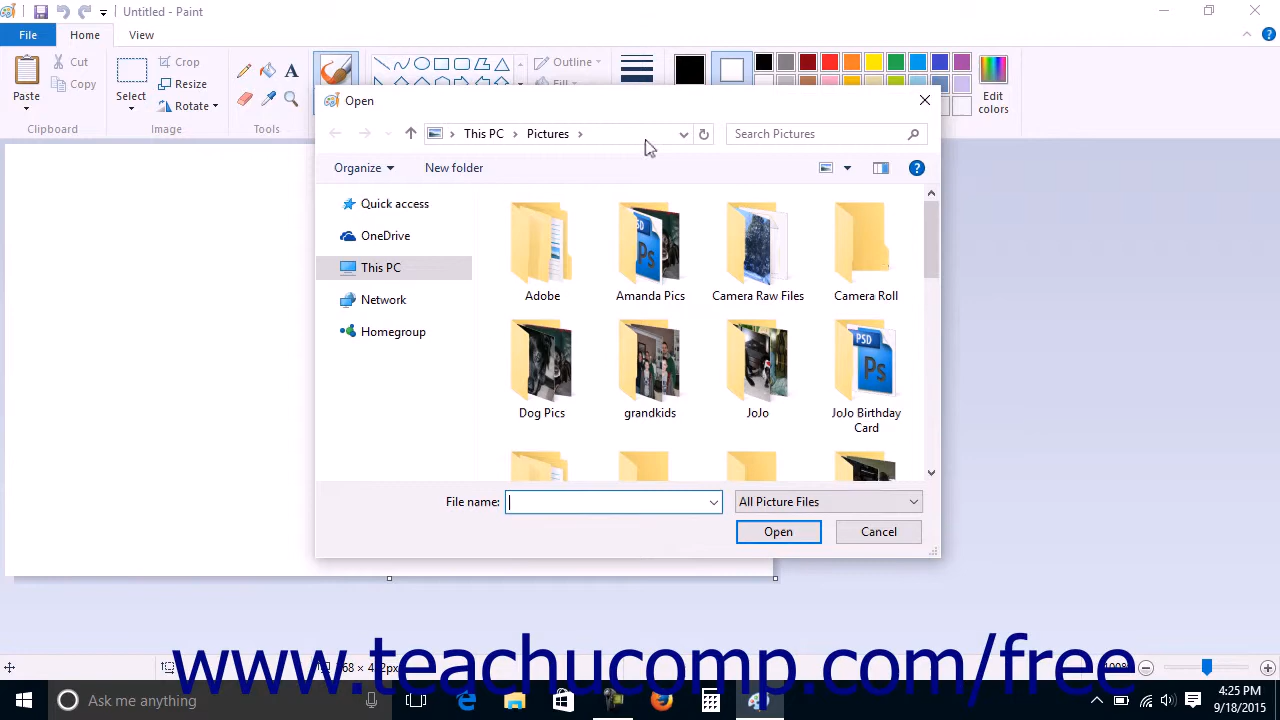 Untitled - Paint
File
Home
View
Paste
Cut
Copy
Clipboard
Select
Crop
Resize
Rotate
Image
Tools
Outline
Fill
Edit
colors
Open
This PC
Pictures
Search Pictures
Organize
New folder
Quick access
OneDrive
This PC
Network
Homegroup
Adobe
Amanda Pics
Camera Raw Files
Camera Roll
Dog Pics
grandkids
JoJo
JoJo Birthday
Card
PSD
Ps
File name:
All Picture Files
Open
Cancel
www.teachucomp.com/free
Ask me anything
4:25 PM
9/18/2015